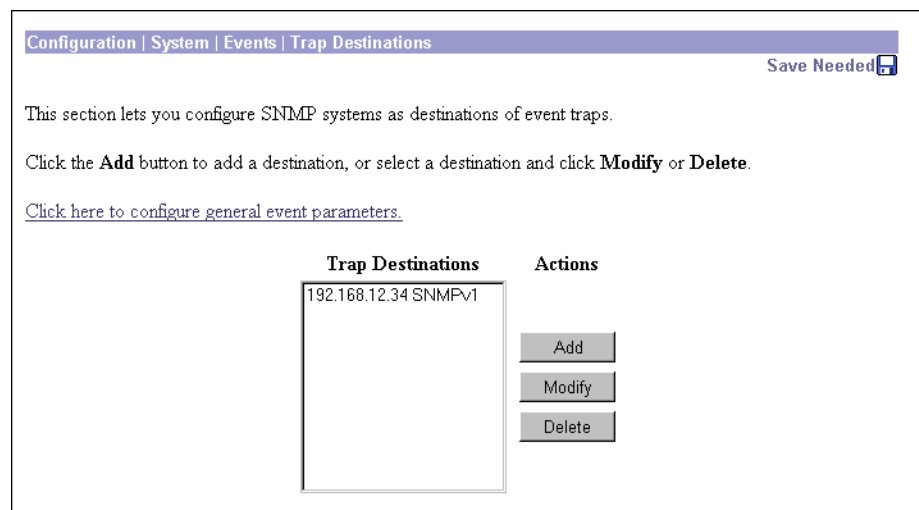 Configuration | System | Events | Trap Destinations
Save Needed
This section lets you configure SNMP systems as destinations of event traps.
Click the Add button to add a destination, or select a destination and click Modify or Delete.
Click here to configure general event parameters.
Trap Destinations Actions
192.168.12.34 SNMPv1
Add
Modify
Delete